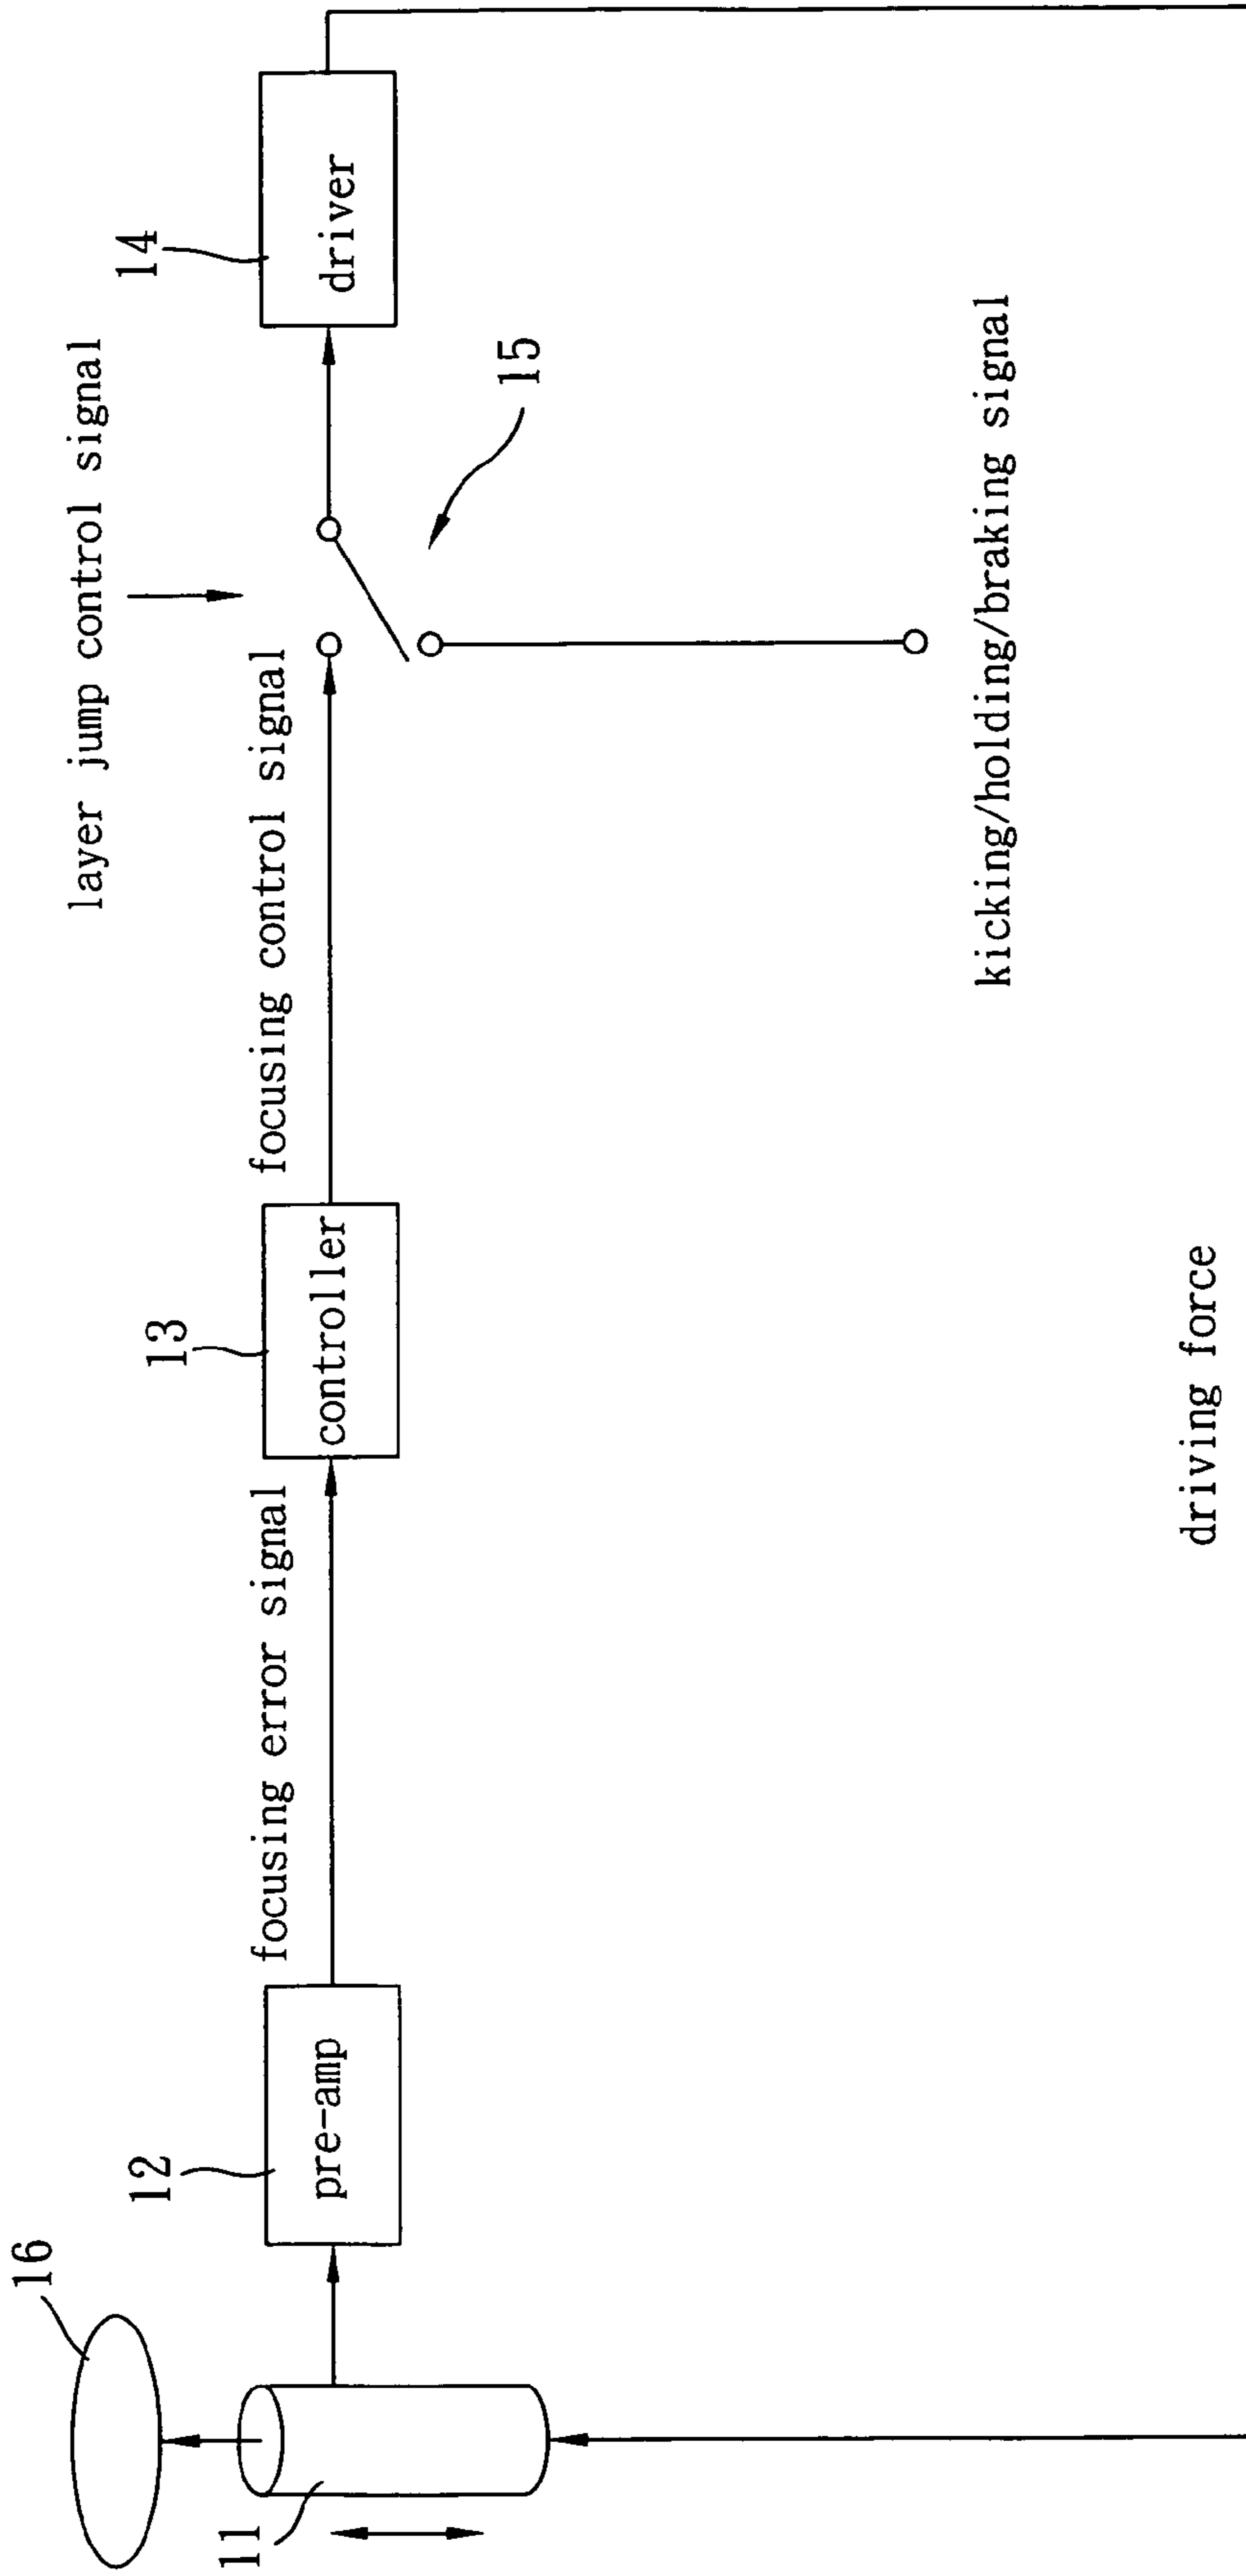 16
11
12
pre-amp
focusing error signal
13
controller
focusing control signal
layer jump control signal
15
14
driver
kicking/holding/braking signal
driving force